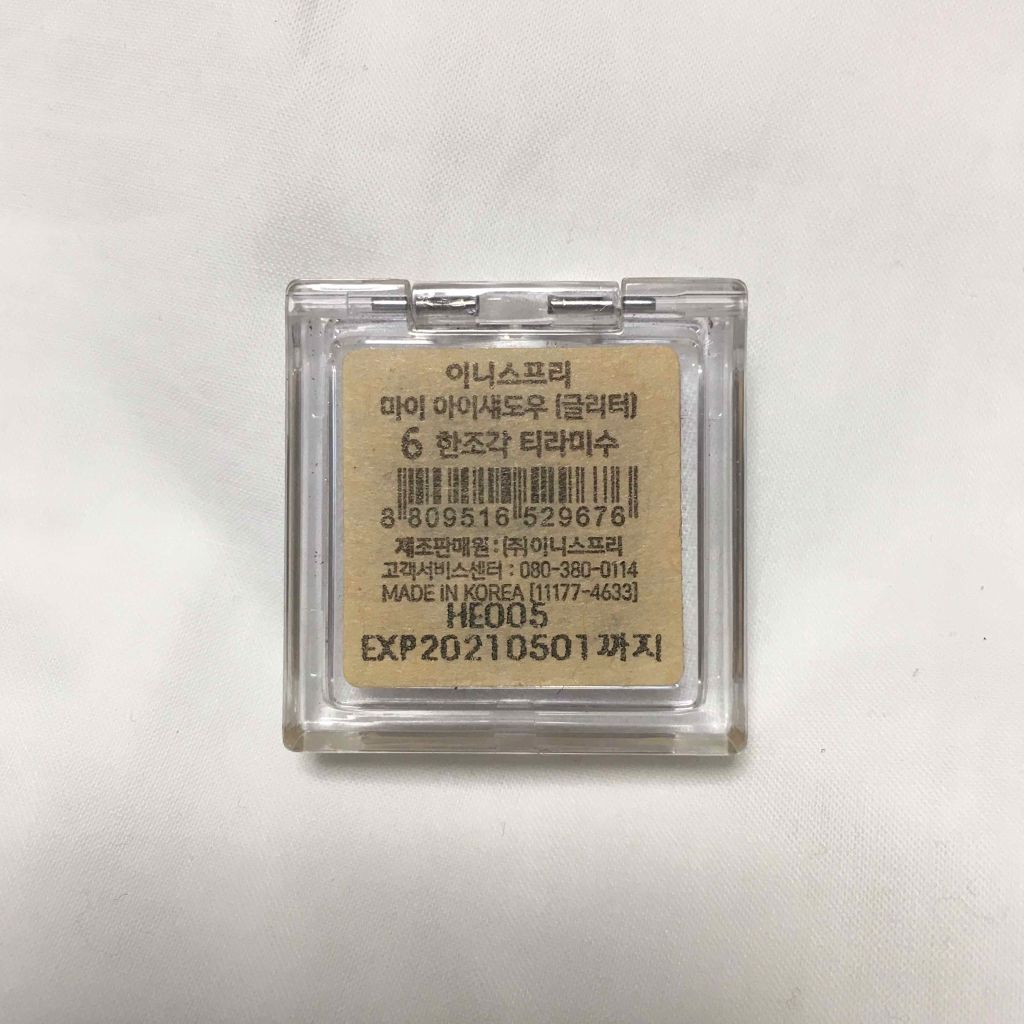 이니스프리
마이 아이섀도우 (글리터)
6 한조각 티라미수
8 809516 529676
제조판매원 : (주)이니스프리
고객서비스센터 : 080-380-0114
MADE IN KOREA [11177-4633]
HE005
EXP20210501까지